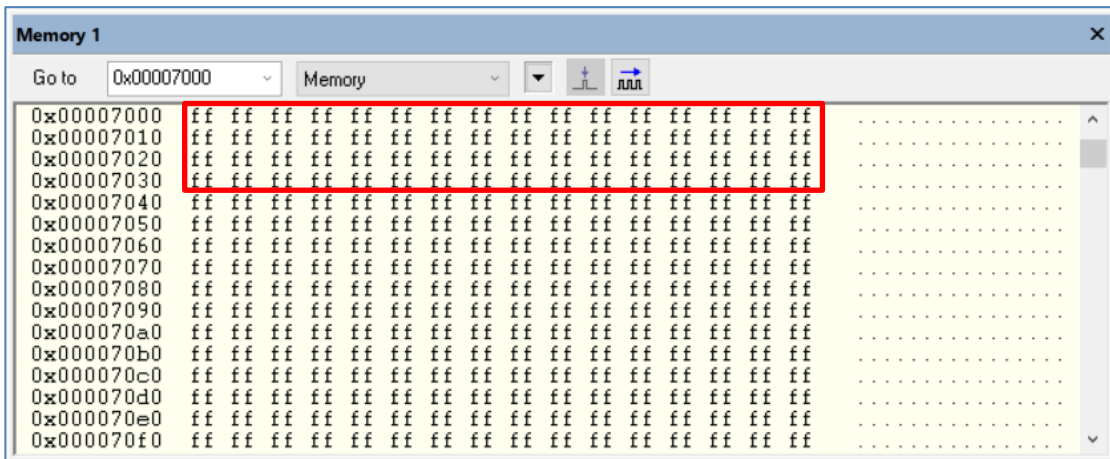 Memory 1
Go to 0x00007000 Memory
0x00007000 ff ff ff ff ff ff ff ff ff ff ff ff ff ff ff ff ................
0x00007010 ff ff ff ff ff ff ff ff ff ff ff ff ff ff ff ff ................
0x00007020 ff ff ff ff ff ff ff ff ff ff ff ff ff ff ff ff ................
0x00007030 ff ff ff ff ff ff ff ff ff ff ff ff ff ff ff ff ................
0x00007040 ff ff ff ff ff ff ff ff ff ff ff ff ff ff ff ff ................
0x00007050 ff ff ff ff ff ff ff ff ff ff ff ff ff ff ff ff ................
0x00007060 ff ff ff ff ff ff ff ff ff ff ff ff ff ff ff ff ................
0x00007070 ff ff ff ff ff ff ff ff ff ff ff ff ff ff ff ff ................
0x00007080 ff ff ff ff ff ff ff ff ff ff ff ff ff ff ff ff ................
0x00007090 ff ff ff ff ff ff ff ff ff ff ff ff ff ff ff ff ................
0x000070a0 ff ff ff ff ff ff ff ff ff ff ff ff ff ff ff ff ................
0x000070b0 ff ff ff ff ff ff ff ff ff ff ff ff ff ff ff ff ................
0x000070c0 ff ff ff ff ff ff ff ff ff ff ff ff ff ff ff ff ................
0x000070d0 ff ff ff ff ff ff ff ff ff ff ff ff ff ff ff ff ................
0x000070e0 ff ff ff ff ff ff ff ff ff ff ff ff ff ff ff ff ................
0x000070f0 ff ff ff ff ff ff ff ff ff ff ff ff ff ff ff ff ................